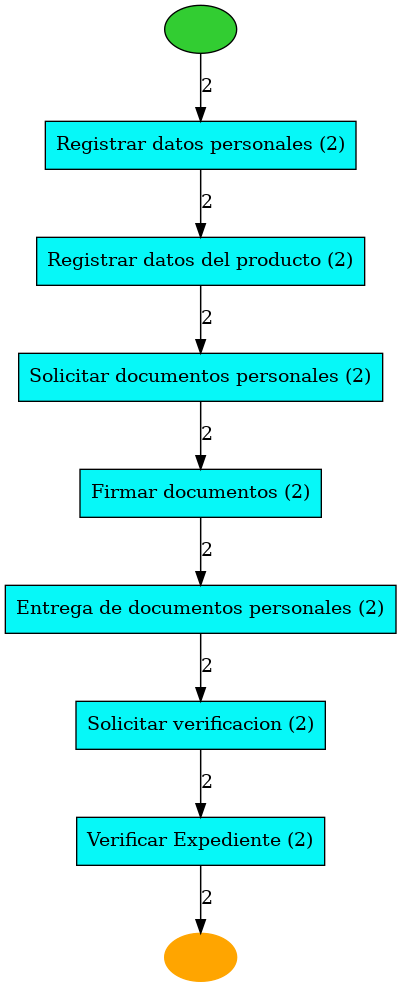 2
Registrar datos personales (2)
2
Registrar datos del producto (2)
2
Solicitar documentos personales (2)
2
Firmar documentos (2)
2
Entrega de documentos personales (2)
2
Solicitar verificacion (2)
2
Verificar Expediente (2)
2